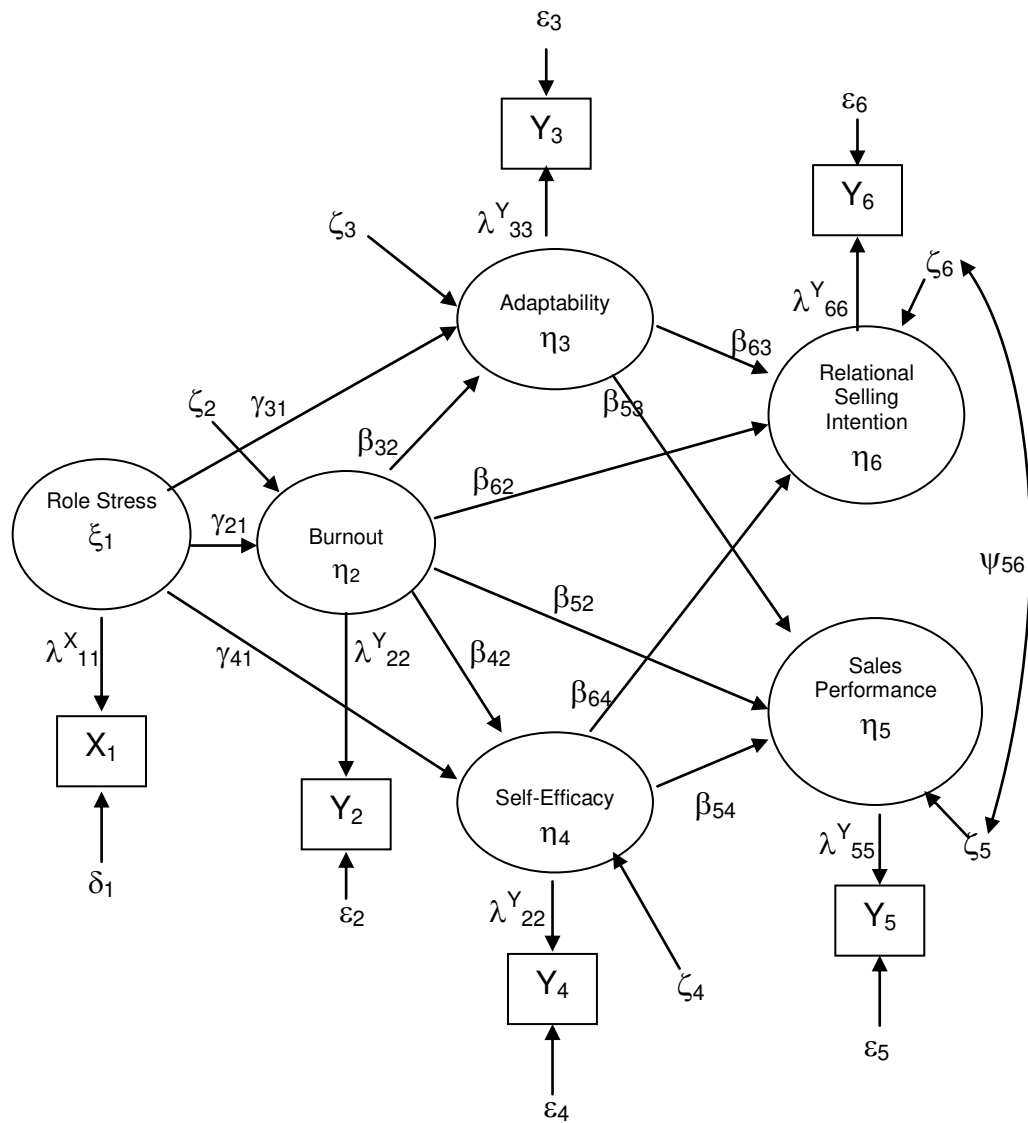 ε3
Y3
ε6
Y6
λY33
ζ3
ζ6
λY66
Adaptability
η3
β63
Relational
Selling
Intention
η6
γ31
ζ2
β53
β32
β62
Role Stress
ξ1
γ21
Burnout
η2
ψ56
β52
λX11
γ41
λY22
β42
β64
Sales
Performance
η5
X1
Y2
Self-Efficacy
η4
β54
λY55
ζ5
δ1
ε2
λY22
Y5
Y4
ζ4
ε5
ε4